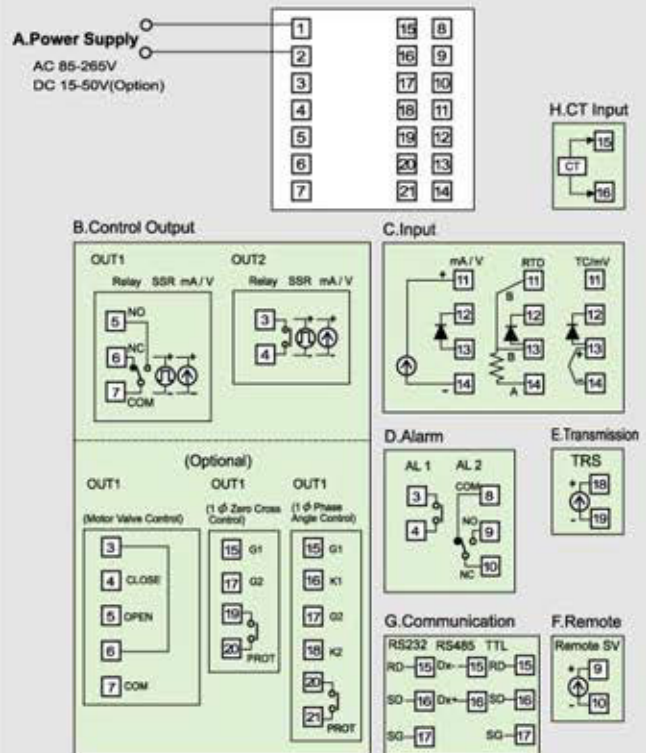 A.Power Supply
AC 85-265V
DC 15-50V(Option)
1 15 8
2 16 9
3 17 10
4 18 11
5 19 12
6 20 13
7 21 14
H.CT Input
CT
15
16
B.Control Output
OUT1
Relay SSR mA / V
5 NO
6 NC
7 COM
+ +
- -
OUT2
Relay SSR mA / V
3
4
+ +
- -
C.Input
mA / V
+ 11
12
13
- 14
RTD
11
B
12
B 13
A 14
TC/mV
11
12
+ 13
- 14
(Optional)
OUT1
(Motor Valve Control)
3
4 CLOSE
5 OPEN
6
7 COM
OUT1
(1 Φ Zero Cross
Control)
15 G1
17 G2
19
20 PROT
OUT1
(1 Φ Phase
Angle Control)
15 G1
16 K1
17 G2
18 K2
20
21 PROT
D.Alarm
AL 1
3
4
AL 2
COM 8
NO 9
NC 10
E.Transmission
TRS
+ 18
- 19
G.Communication
RS232 RS485 TTL
RD 15 Dx- 15 RD 15
SD 16 Dx+ 16 SD 16
SG 17 SG 17
F.Remote
Remote SV
+ 9
- 10